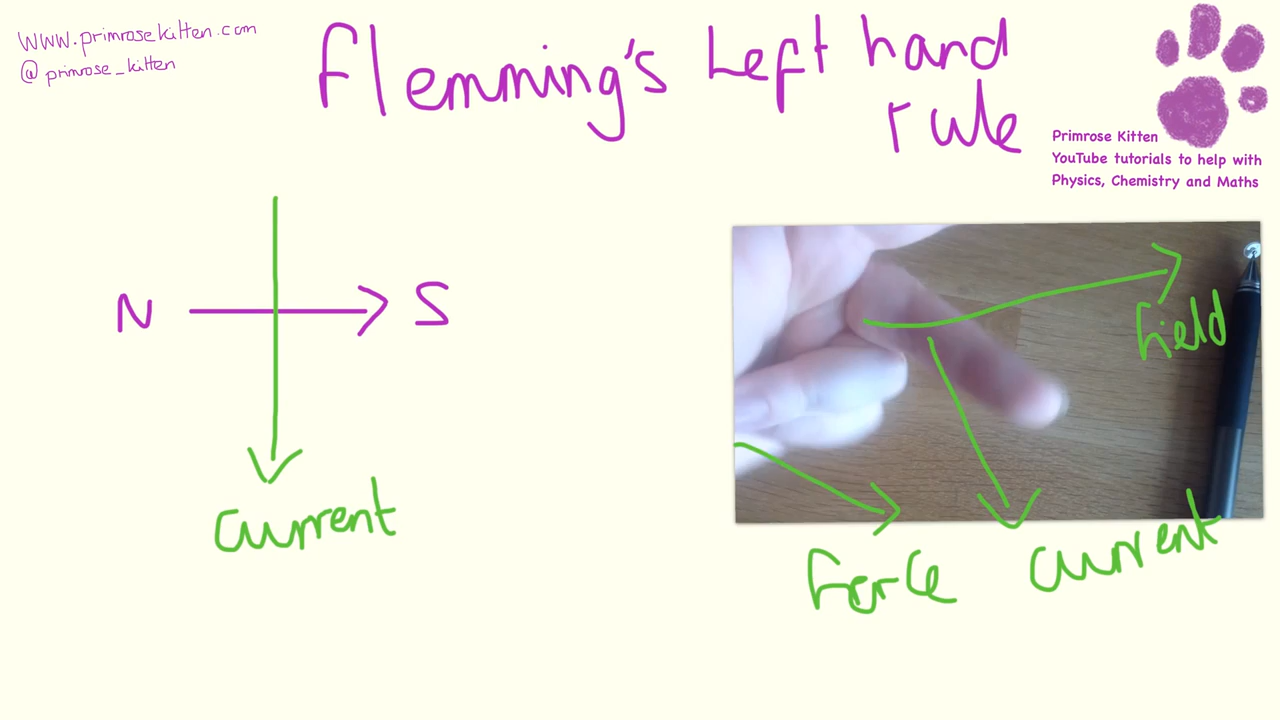 www.primrosekitten.com
@primrose_kitten
Flemming's Left hand
rule
Primrose Kitten
YouTube tutorials to help with
Physics, Chemistry and Maths
N
S
current
field
force
current